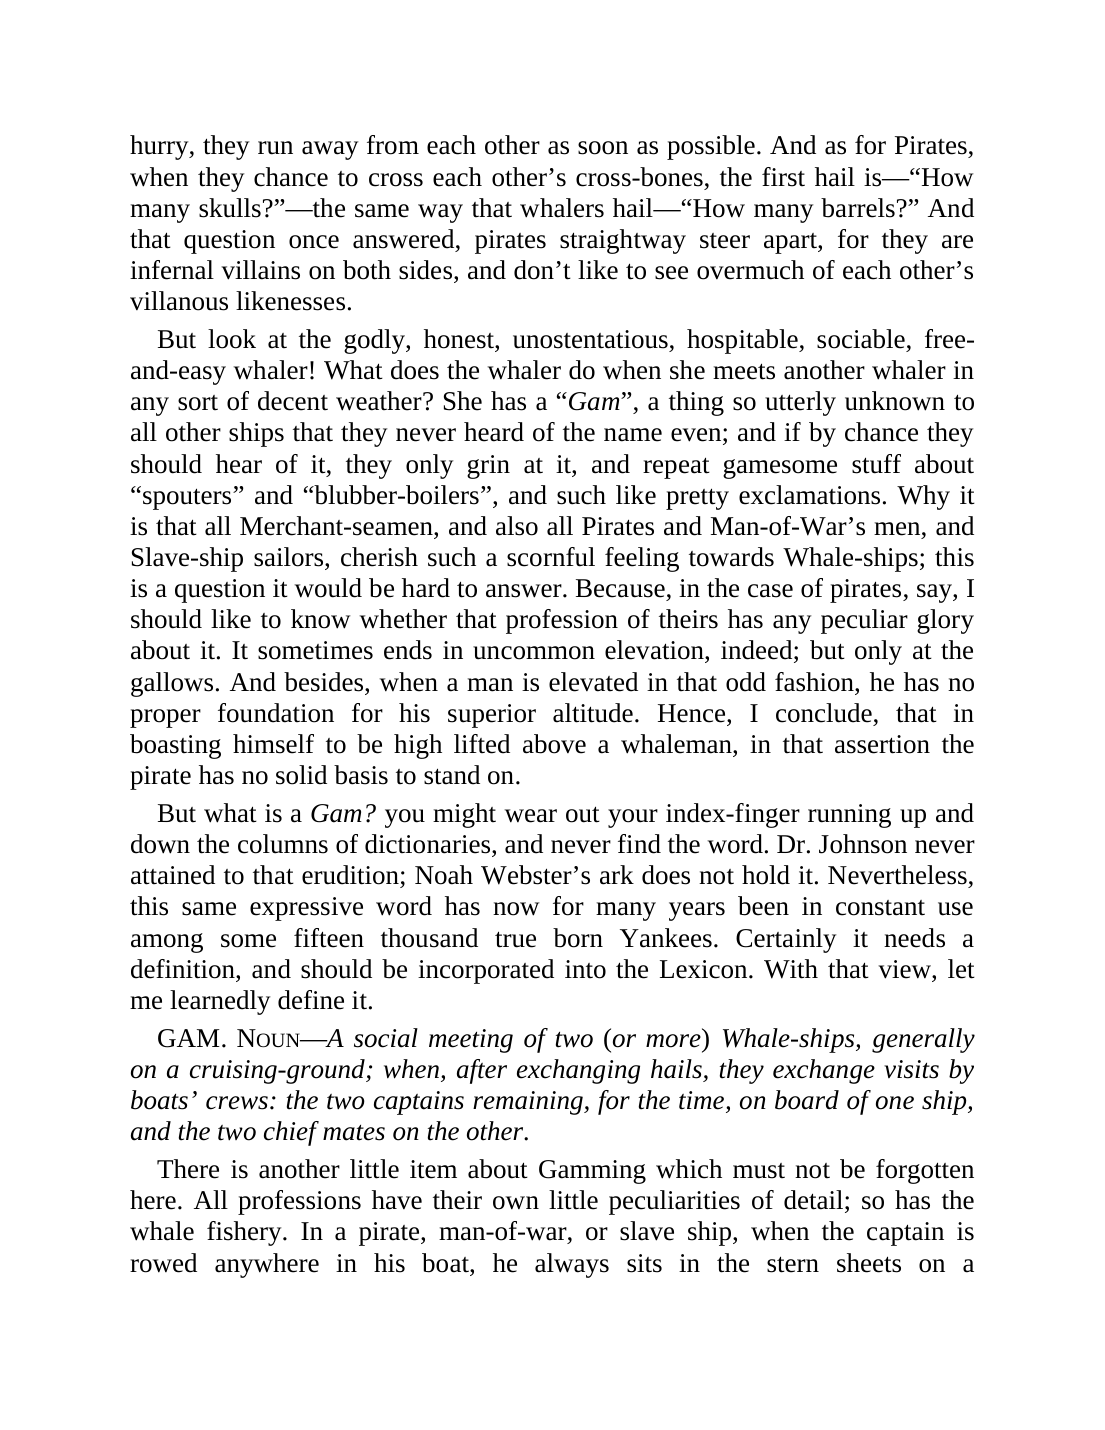 hurry, they run away from each other as soon as possible. And as for Pirates,
when they chance to cross each other’s cross-bones, the first hail is—“How
many skulls?”—the same way that whalers hail—“How many barrels?” And
that question once answered, pirates straightway steer apart, for they are
infernal villains on both sides, and don’t like to see overmuch of each other’s
villanous likenesses.
But look at the godly, honest, unostentatious, hospitable, sociable, free-
and-easy whaler! What does the whaler do when she meets another whaler in
any sort of decent weather? She has a “Gam”, a thing so utterly unknown to
all other ships that they never heard of the name even; and if by chance they
should hear of it, they only grin at it, and repeat gamesome stuff about
“spouters” and “blubber-boilers”, and such like pretty exclamations. Why it
is that all Merchant-seamen, and also all Pirates and Man-of-War’s men, and
Slave-ship sailors, cherish such a scornful feeling towards Whale-ships; this
is a question it would be hard to answer. Because, in the case of pirates, say, I
should like to know whether that profession of theirs has any peculiar glory
about it. It sometimes ends in uncommon elevation, indeed; but only at the
gallows. And besides, when a man is elevated in that odd fashion, he has no
proper foundation for his superior altitude. Hence, I conclude, that in
boasting himself to be high lifted above a whaleman, in that assertion the
pirate has no solid basis to stand on.
But what is a Gam? you might wear out your index-finger running up and
down the columns of dictionaries, and never find the word. Dr. Johnson never
attained to that erudition; Noah Webster’s ark does not hold it. Nevertheless,
this same expressive word has now for many years been in constant use
among some fifteen thousand true born Yankees. Certainly it needs a
definition, and should be incorporated into the Lexicon. With that view, let
me learnedly define it.
GAM. NOUN—A social meeting of two (or more) Whale-ships, generally
on a cruising-ground; when, after exchanging hails, they exchange visits by
boats’ crews: the two captains remaining, for the time, on board of one ship,
and the two chief mates on the other.
There is another little item about Gamming which must not be forgotten
here. All professions have their own little peculiarities of detail; so has the
whale fishery. In a pirate, man-of-war, or slave ship, when the captain is
rowed anywhere in his boat, he always sits in the stern sheets on a